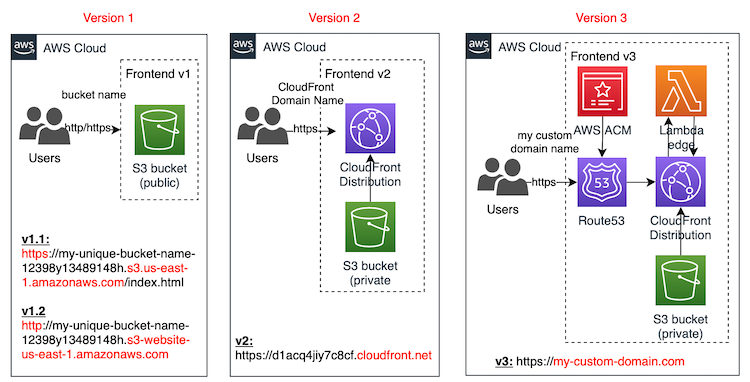 Version 1
aws
AWS Cloud
Frontend v1
bucket name
http/https
Users
S3 bucket
(public)
v1.1:
https://my-unique-bucket-name-
12398y13489148h.s3.us-east-
1.amazonaws.com/index.html
v1.2
http://my-unique-bucket-name-
12398y13489148h.s3-website-
us-east-1.amazonaws.com
Version 2
aws
AWS Cloud
Frontend v2
CloudFront
Domain Name
https
Users
CloudFront
Distribution
S3 bucket
(private
v2:
https://d1acq4jiy7c8cf.cloudfront.net
Version 3
aws
AWS Cloud
Frontend v3
AWS ACM
Lambda
edge
my custom
domain name
https
Users
53
Route53
CloudFront
Distribution
S3 bucket
(private)
v3: https://my-custom-domain.com